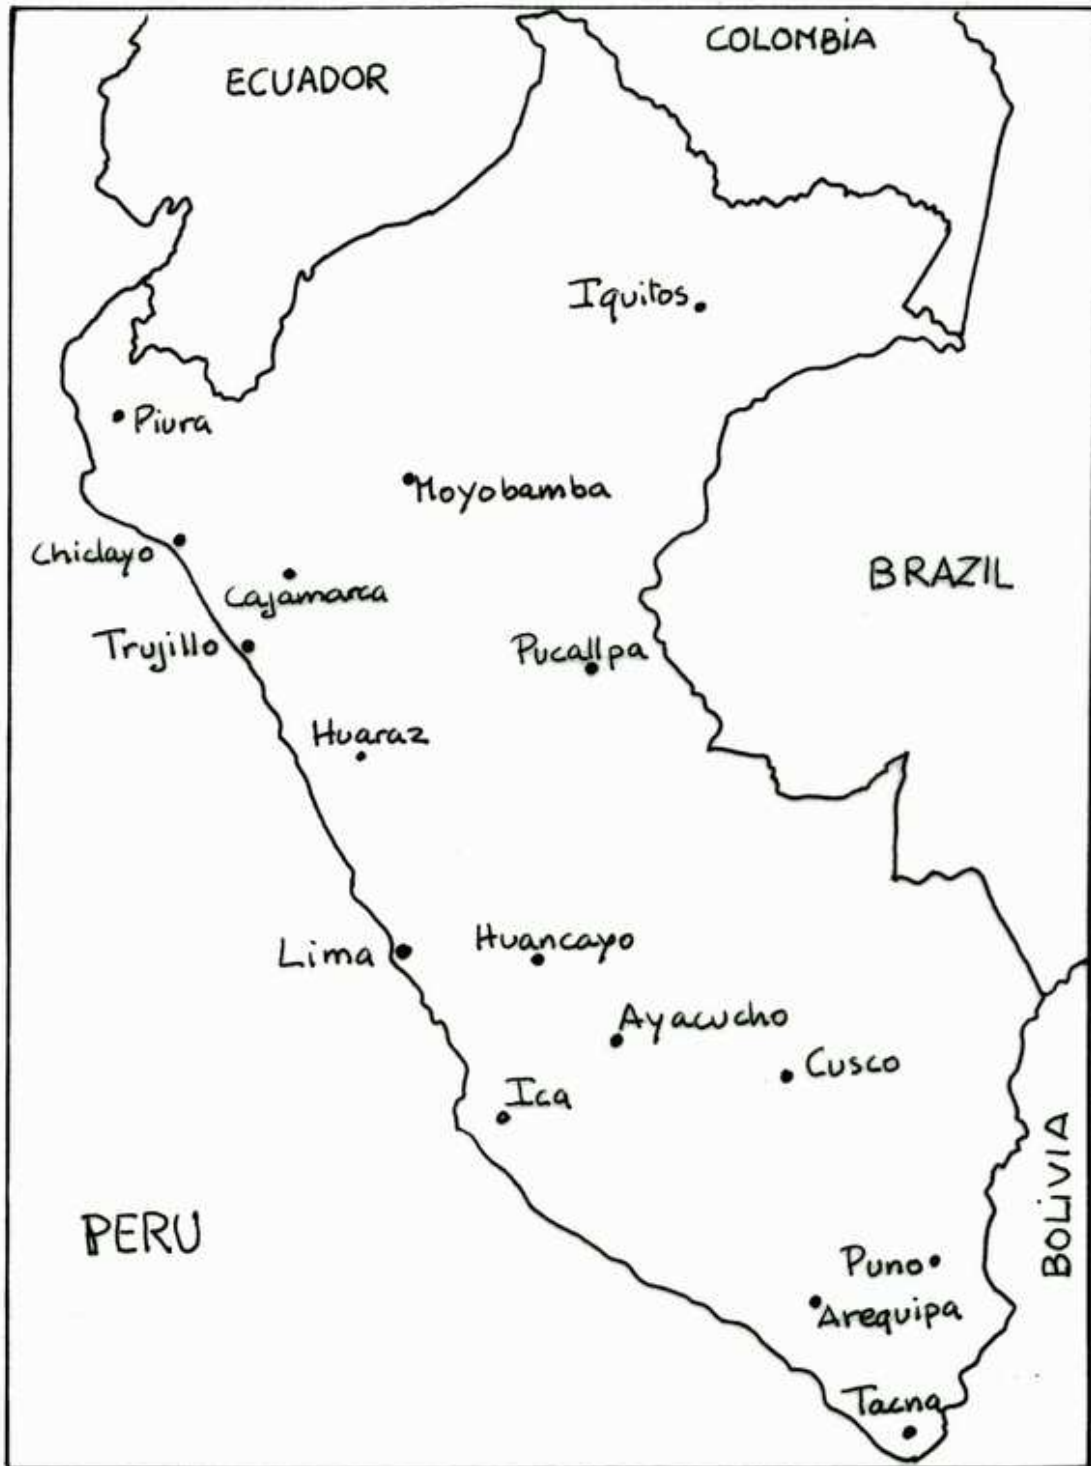 COLOMBIA
ECUADOR
Iquitos
Piura
Moyobamba
Chiclayo
BRAZIL
Cajamarca
Trujillo
Pucallpa
Huaraz
Lima
Huancayo
Ayacucho
Cusco
Ica
BOLIVIA
PERU
Puno
Arequipa
Tacna